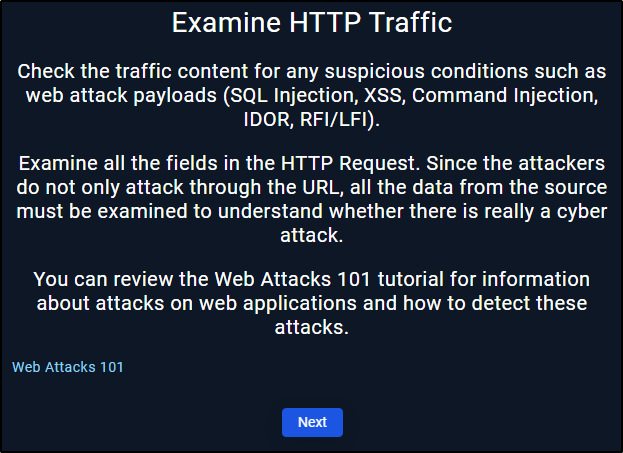 Examine HTTP Traffic
Check the traffic content for any suspicious conditions such as
web attack payloads (SQL Injection, XSS, Command Injection,
IDOR, RFI/LFI).
Examine all the fields in the HTTP Request. Since the attackers
do not only attack through the URL, all the data from the source
must be examined to understand whether there is really a cyber
attack.
You can review the Web Attacks 101 tutorial for information
about attacks on web applications and how to detect these
attacks.
Web Attacks 101
Next